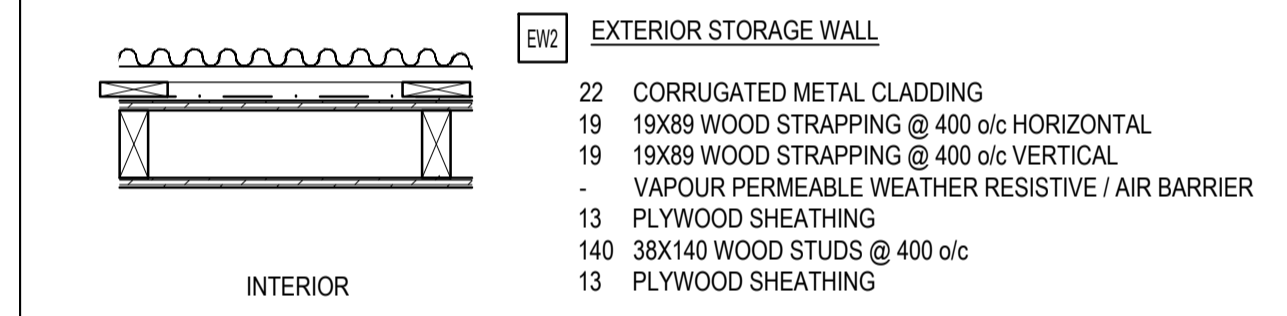 EW2 EXTERIOR STORAGE WALL
22 CORRUGATED METAL CLADDING
19 19X89 WOOD STRAPPING @ 400 o/c HORIZONTAL
19 19X89 WOOD STRAPPING @ 400 o/c VERTICAL
- VAPOUR PERMEABLE WEATHER RESISTIVE / AIR BARRIER
13 PLYWOOD SHEATHING
140 38X140 WOOD STUDS @ 400 o/c
13 PLYWOOD SHEATHING
INTERIOR